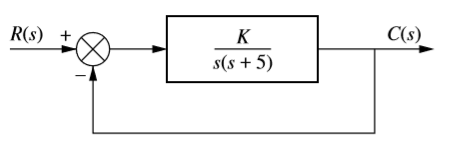 R(s) + K C(s)
s(s + 5)
−